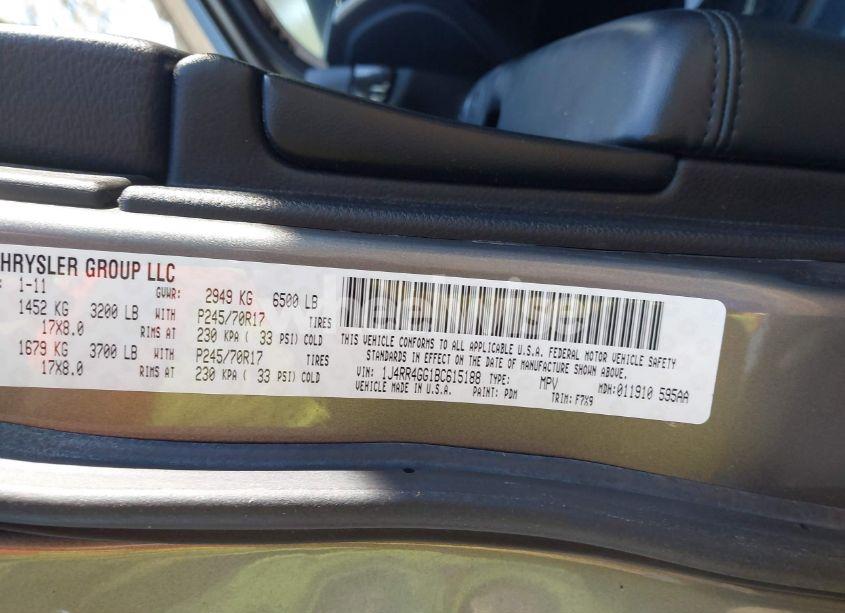 HRYSLER GROUP LLC
1-11 GVWR: 2949 KG 6500 LB
1452 KG 3200 LB WITH P245/70R17 TIRES
17X8.0 RIMS AT 230 KPA ( 33 PSI) COLD
1679 KG 3700 LB WITH P245/70R17 TIRES
17X8.0 RIMS AT 230 KPA ( 33 PSI) COLD
THIS VEHICLE CONFORMS TO ALL APPLICABLE U.S.A. FEDERAL MOTOR VEHICLE SAFETY
STANDARDS IN EFFECT ON THE DATE OF MANUFACTURE SHOWN ABOVE.
VIN: 1J4RR4GG1BC615188 TYPE: MPV MDH:011910 595AA
VEHICLE MADE IN U.S.A. PAINT: PDM TRIM: F7X9